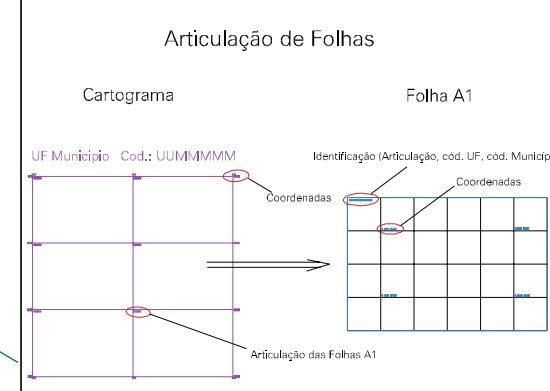 Articulação de Folhas
Cartograma
Folha A1
UF Municipio Cod.: UUMMMMM
Identificação (Articulação, cód. UF, cód. Municíp
Coordenadas
Coordenadas
Articulação das Folhas A1